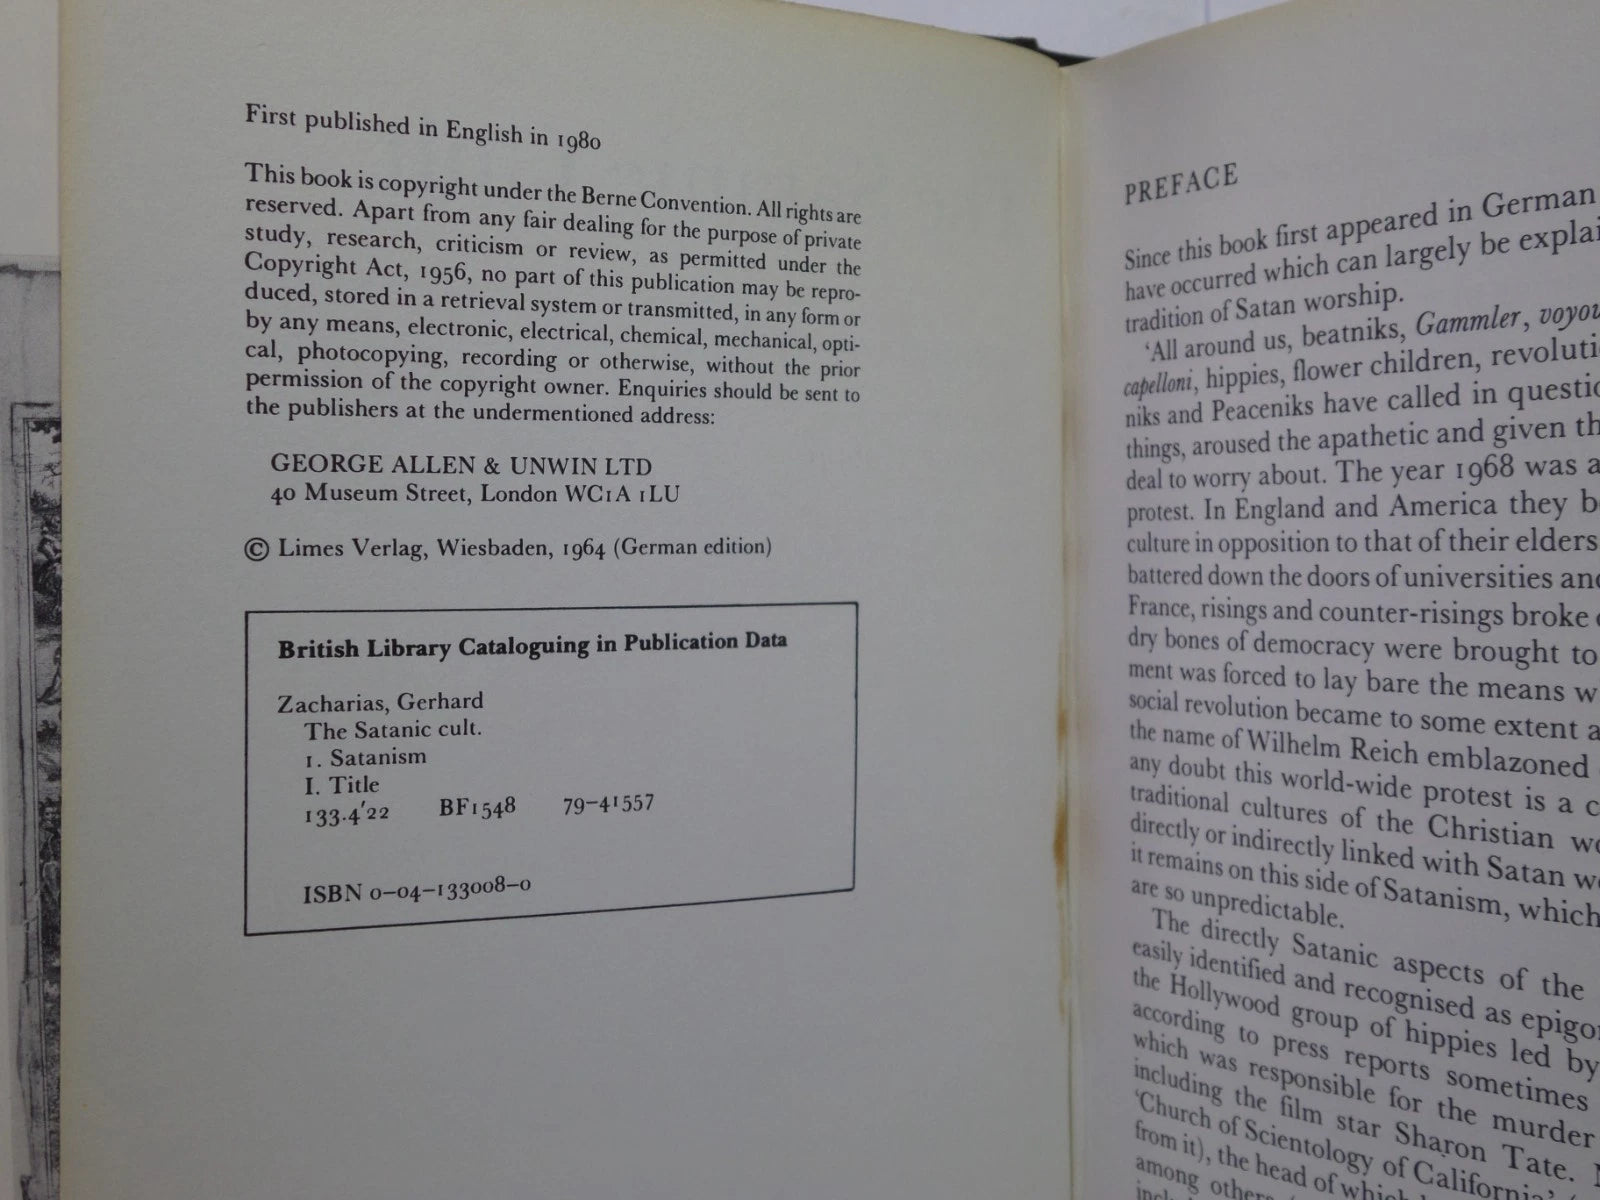 First published in English in 1980
This book is copyright under the Berne Convention. All rights are
reserved. Apart from any fair dealing for the purpose of private
study, research, criticism or review, as permitted under the
Copyright Act, 1956, no part of this publication may be repro-
duced, stored in a retrieval system or transmitted, in any form or
by any means, electronic, electrical, chemical, mechanical, opti-
cal, photocopying, recording or otherwise, without the prior
permission of the copyright owner. Enquiries should be sent to
the publishers at the undermentioned address:
GEORGE ALLEN & UNWIN LTD
40 Museum Street, London WC1A 1LU
© Limes Verlag, Wiesbaden, 1964 (German edition)
British Library Cataloguing in Publication Data
Zacharias, Gerhard
The Satanic cult.
1. Satanism
I. Title
133.4'22 BF1548 79-41557
ISBN 0-04-133008-0
PREFACE
Since this book first appeared in German
have occurred which can largely be explai
tradition of Satan worship.
'All around us, beatniks, Gammler, voyou
capelloni, hippies, flower children, revoluti
niks and Peaceniks have called in questio
things, aroused the apathetic and given th
deal to worry about. The year 1968 was a
protest. In England and America they b
culture in opposition to that of their elders
battered down the doors of universities and
France, risings and counter-risings broke
dry bones of democracy were brought to
ment was forced to lay bare the means w
social revolution became to some extent a
the name of Wilhelm Reich emblazoned
any doubt this world-wide protest is a c
traditional cultures of the Christian wo
directly or indirectly linked with Satan wo
it remains on this side of Satanism, which
are so unpredictable.
The directly Satanic aspects of the
easily identified and recognised as epigo
the Hollywood group of hippies led by
according to press reports sometimes
which was responsible for the murder
including the film star Sharon Tate.
'Church of Scientology of California'
from it), the head of which
among others